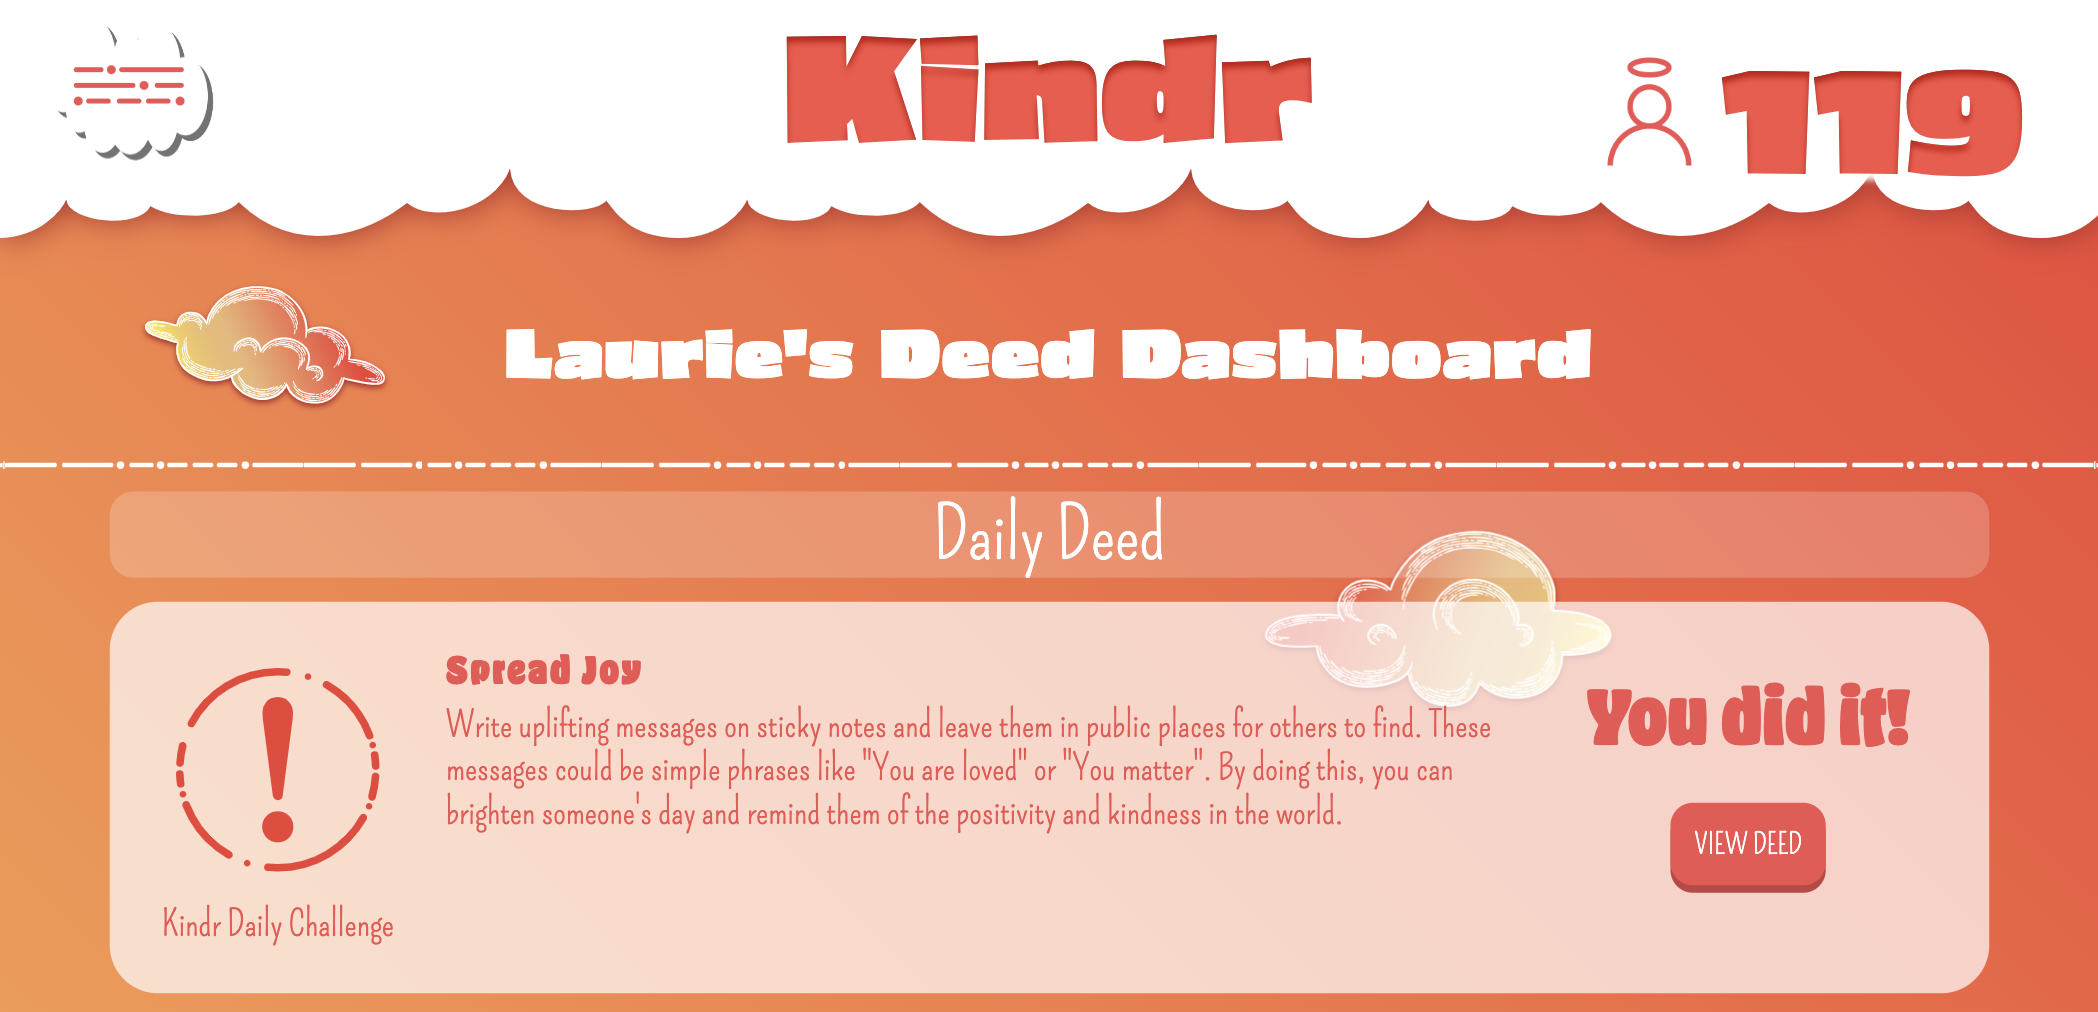 Kindr
119
Laurie's Deed Dashboard
Daily Deed
Spread Joy
Write uplifting messages on sticky notes and leave them in public places for others to find. These
messages could be simple phrases like "You are loved" or "You matter". By doing this, you can
brighten someone's day and remind them of the positivity and kindness in the world.
You did it!
VIEW DEED
Kindr Daily Challenge